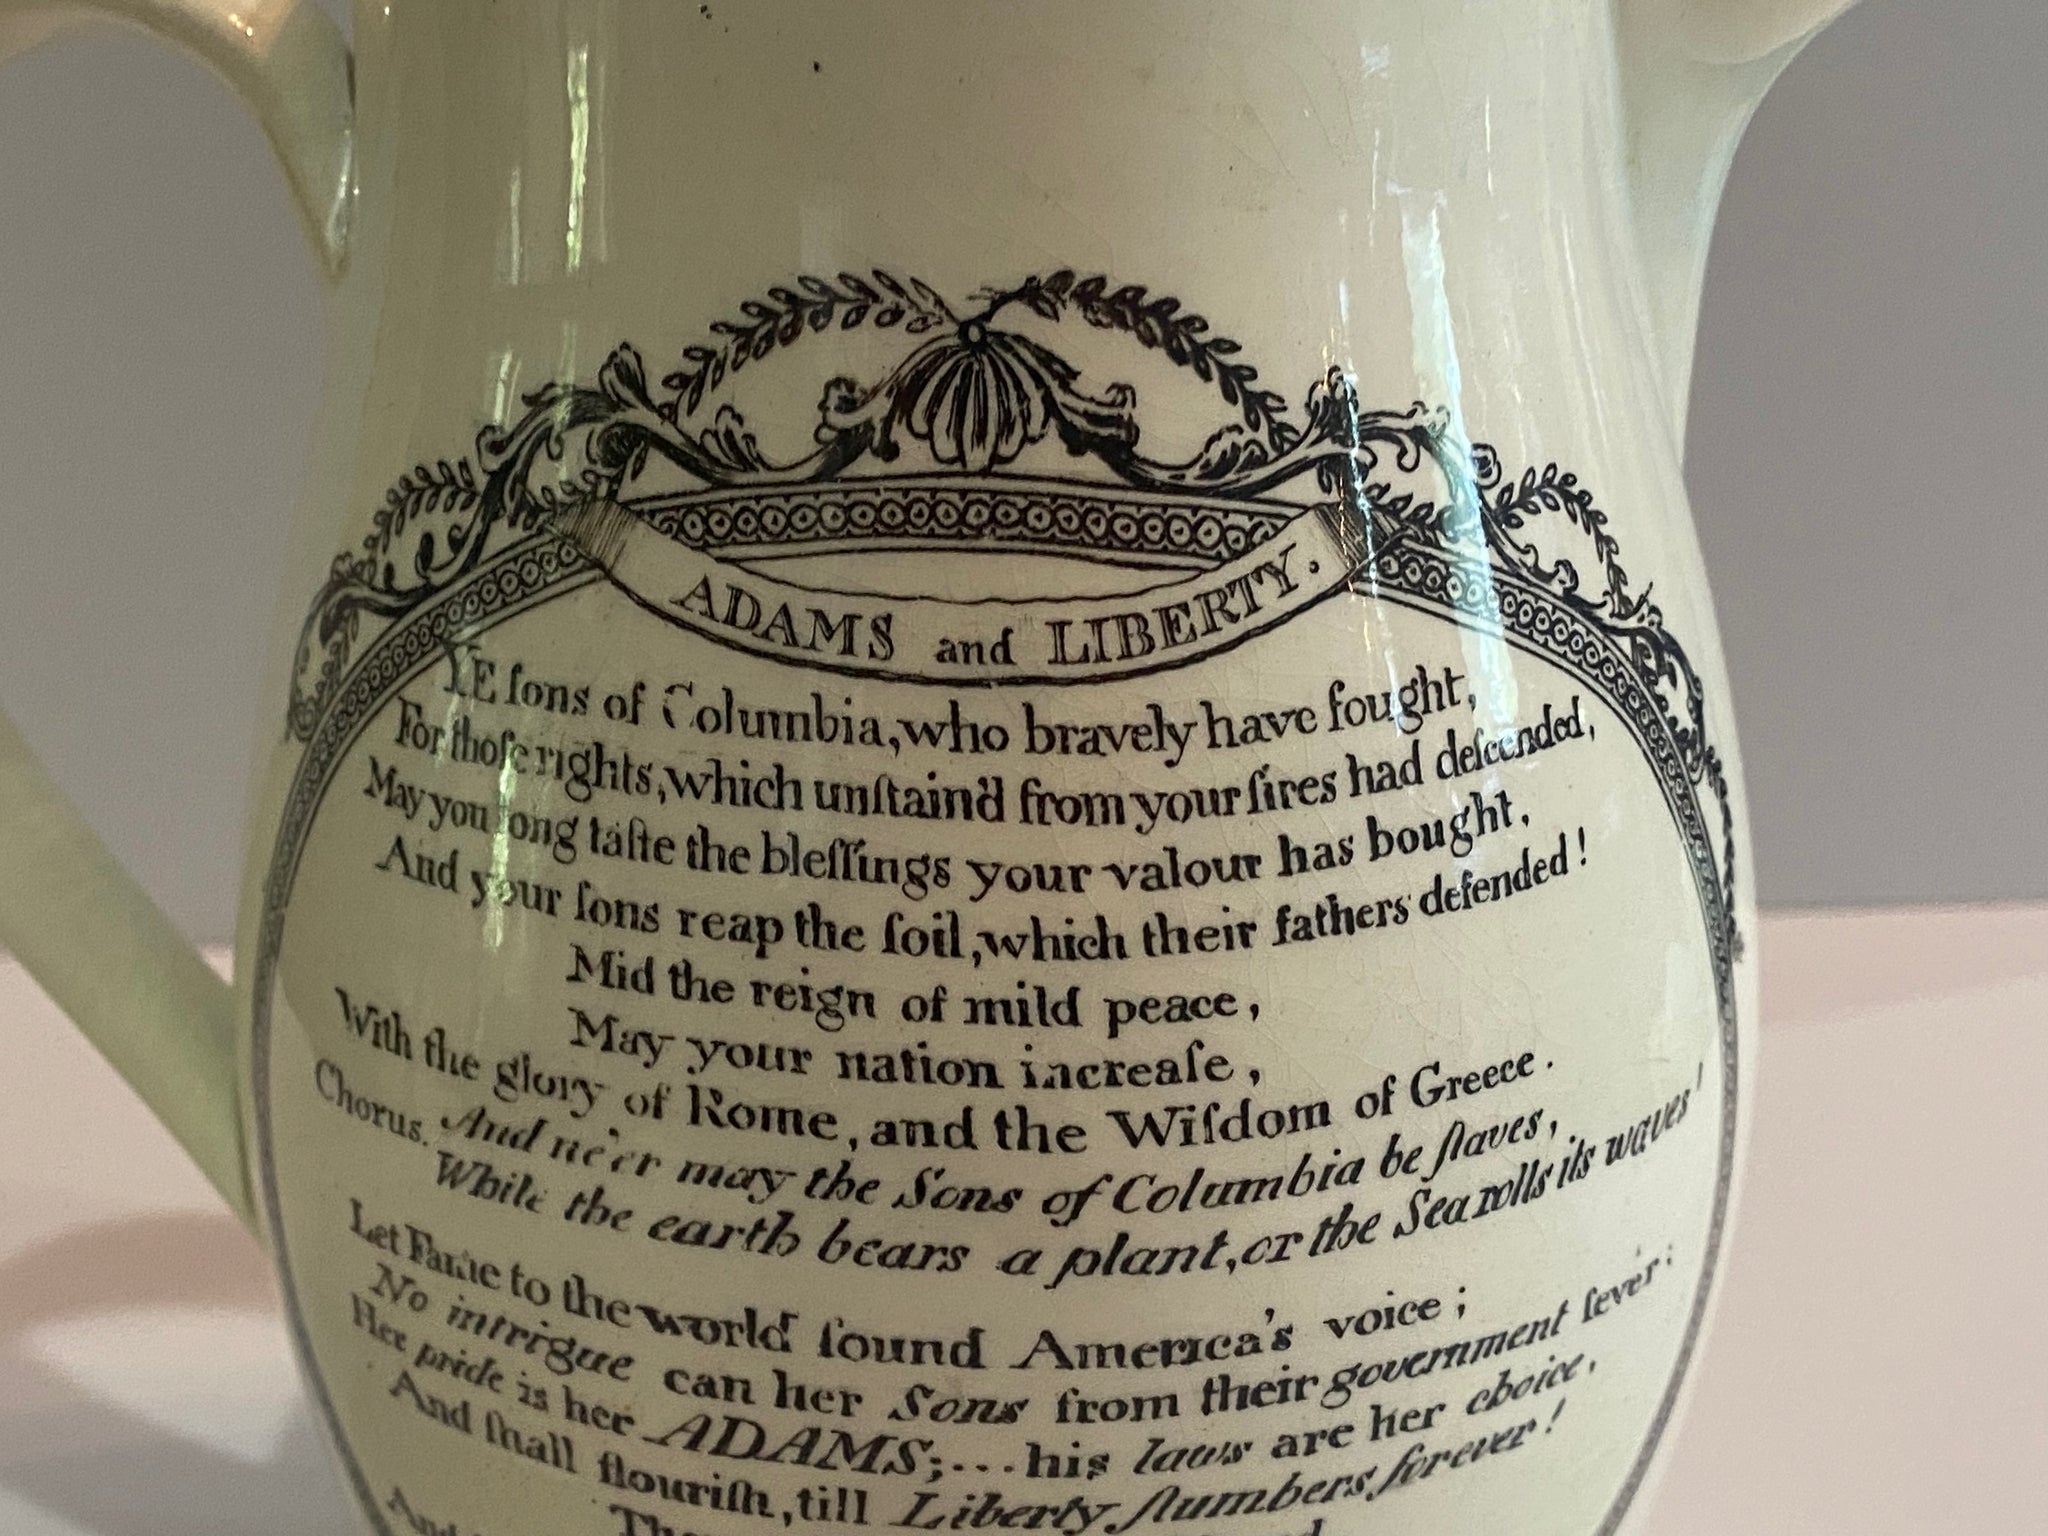 ADAMS and LIBERTY.
YE ſons of Columbia, who bravely have fought,
For thoſe rights, which unſtain'd from your ſires had deſcended,
May you long taſte the bleſſings your valour has bought,
And your ſons reap the ſoil, which their fathers defended!
Mid the reign of mild peace,
May your nation increaſe,
With the glory of Rome, and the Wiſdom of Greece.
Chorus. And ne'er may the Sons of Columbia be ſlaves,
While the earth bears a plant, or the Sea rolls its waves!
Let Fame to the world ſound America's voice;
No intrigue can her Sons from their government ſever:
Her pride is her ADAMS;...his laws are her choice,
And ſhall flouriſh, till Liberty ſlumbers forever!